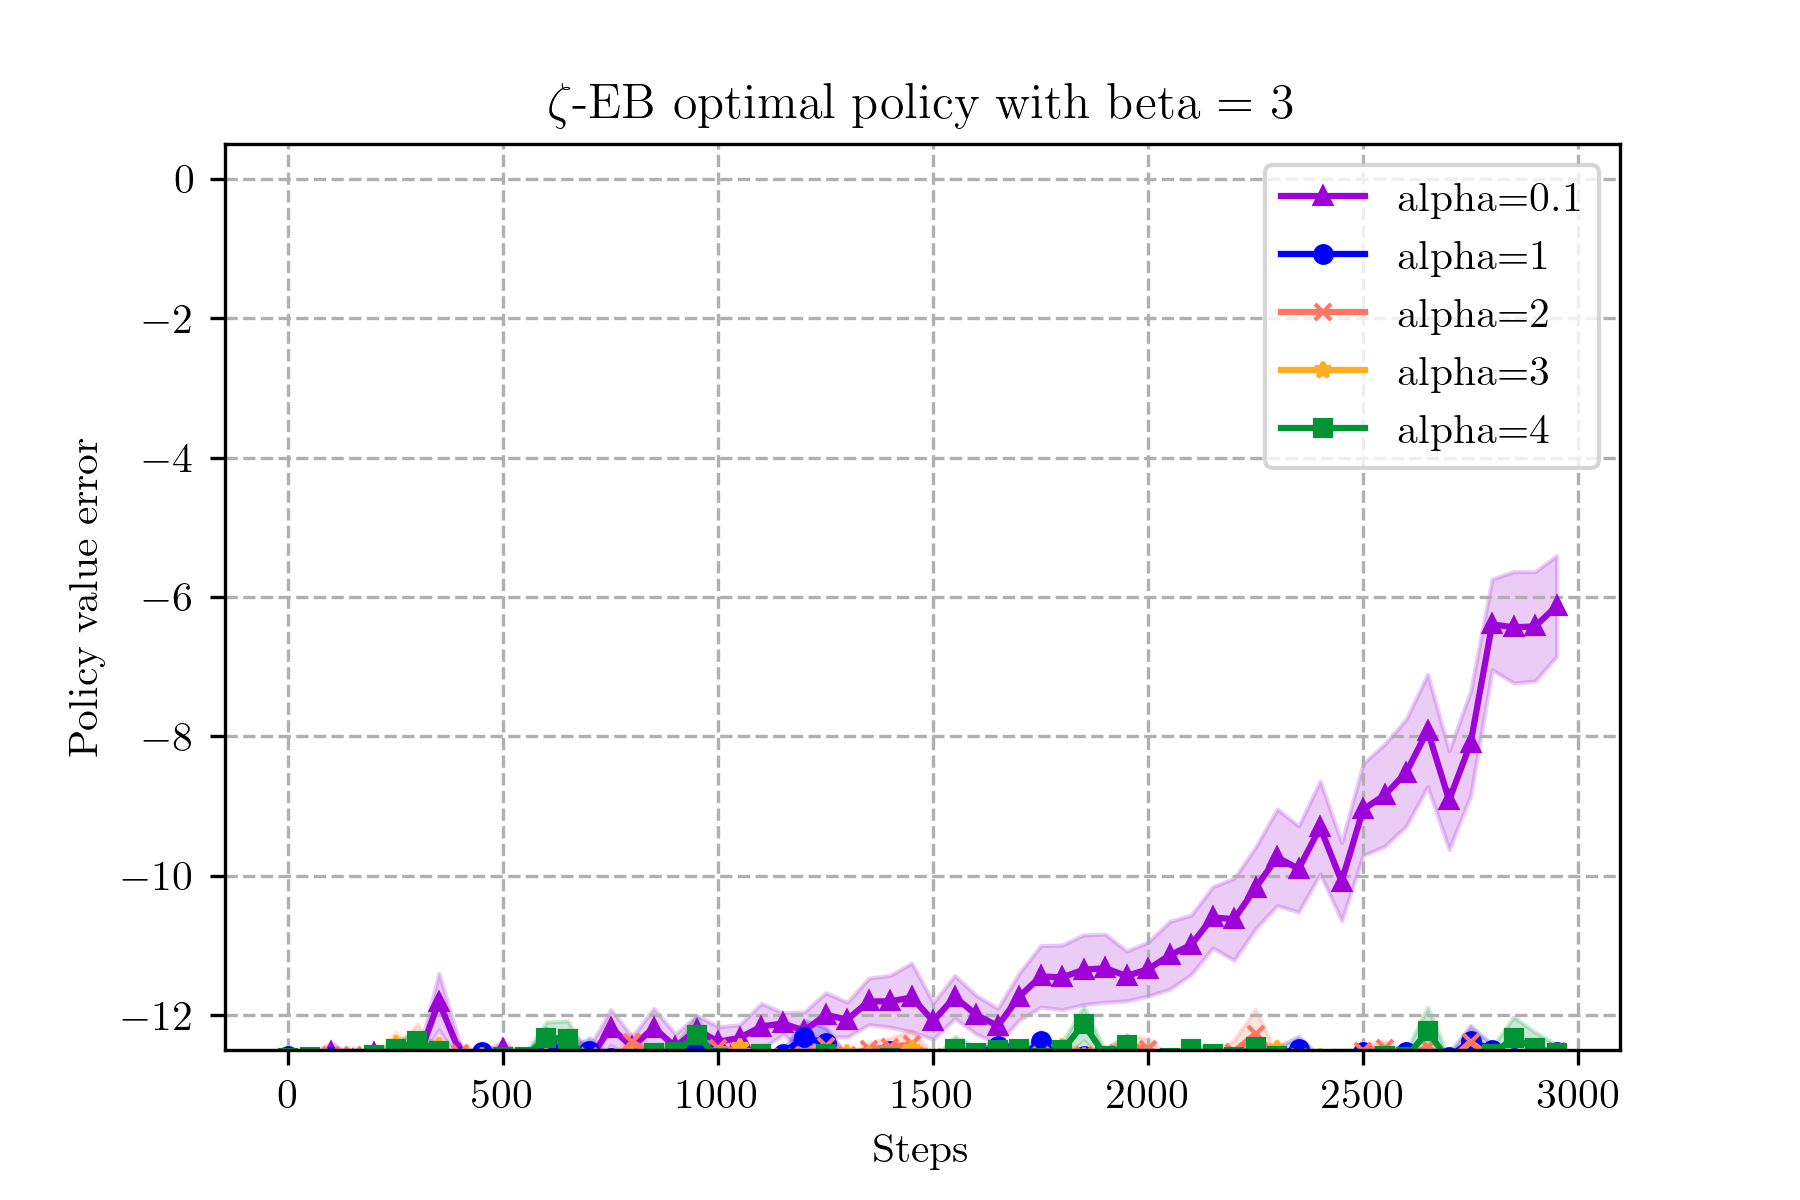 ζ-EB optimal policy with beta = 3
0
−2
−4
−6
−8
−10
−12
Policy value error
alpha=0.1
alpha=1
alpha=2
alpha=3
alpha=4
0 500 1000 1500 2000 2500 3000
Steps